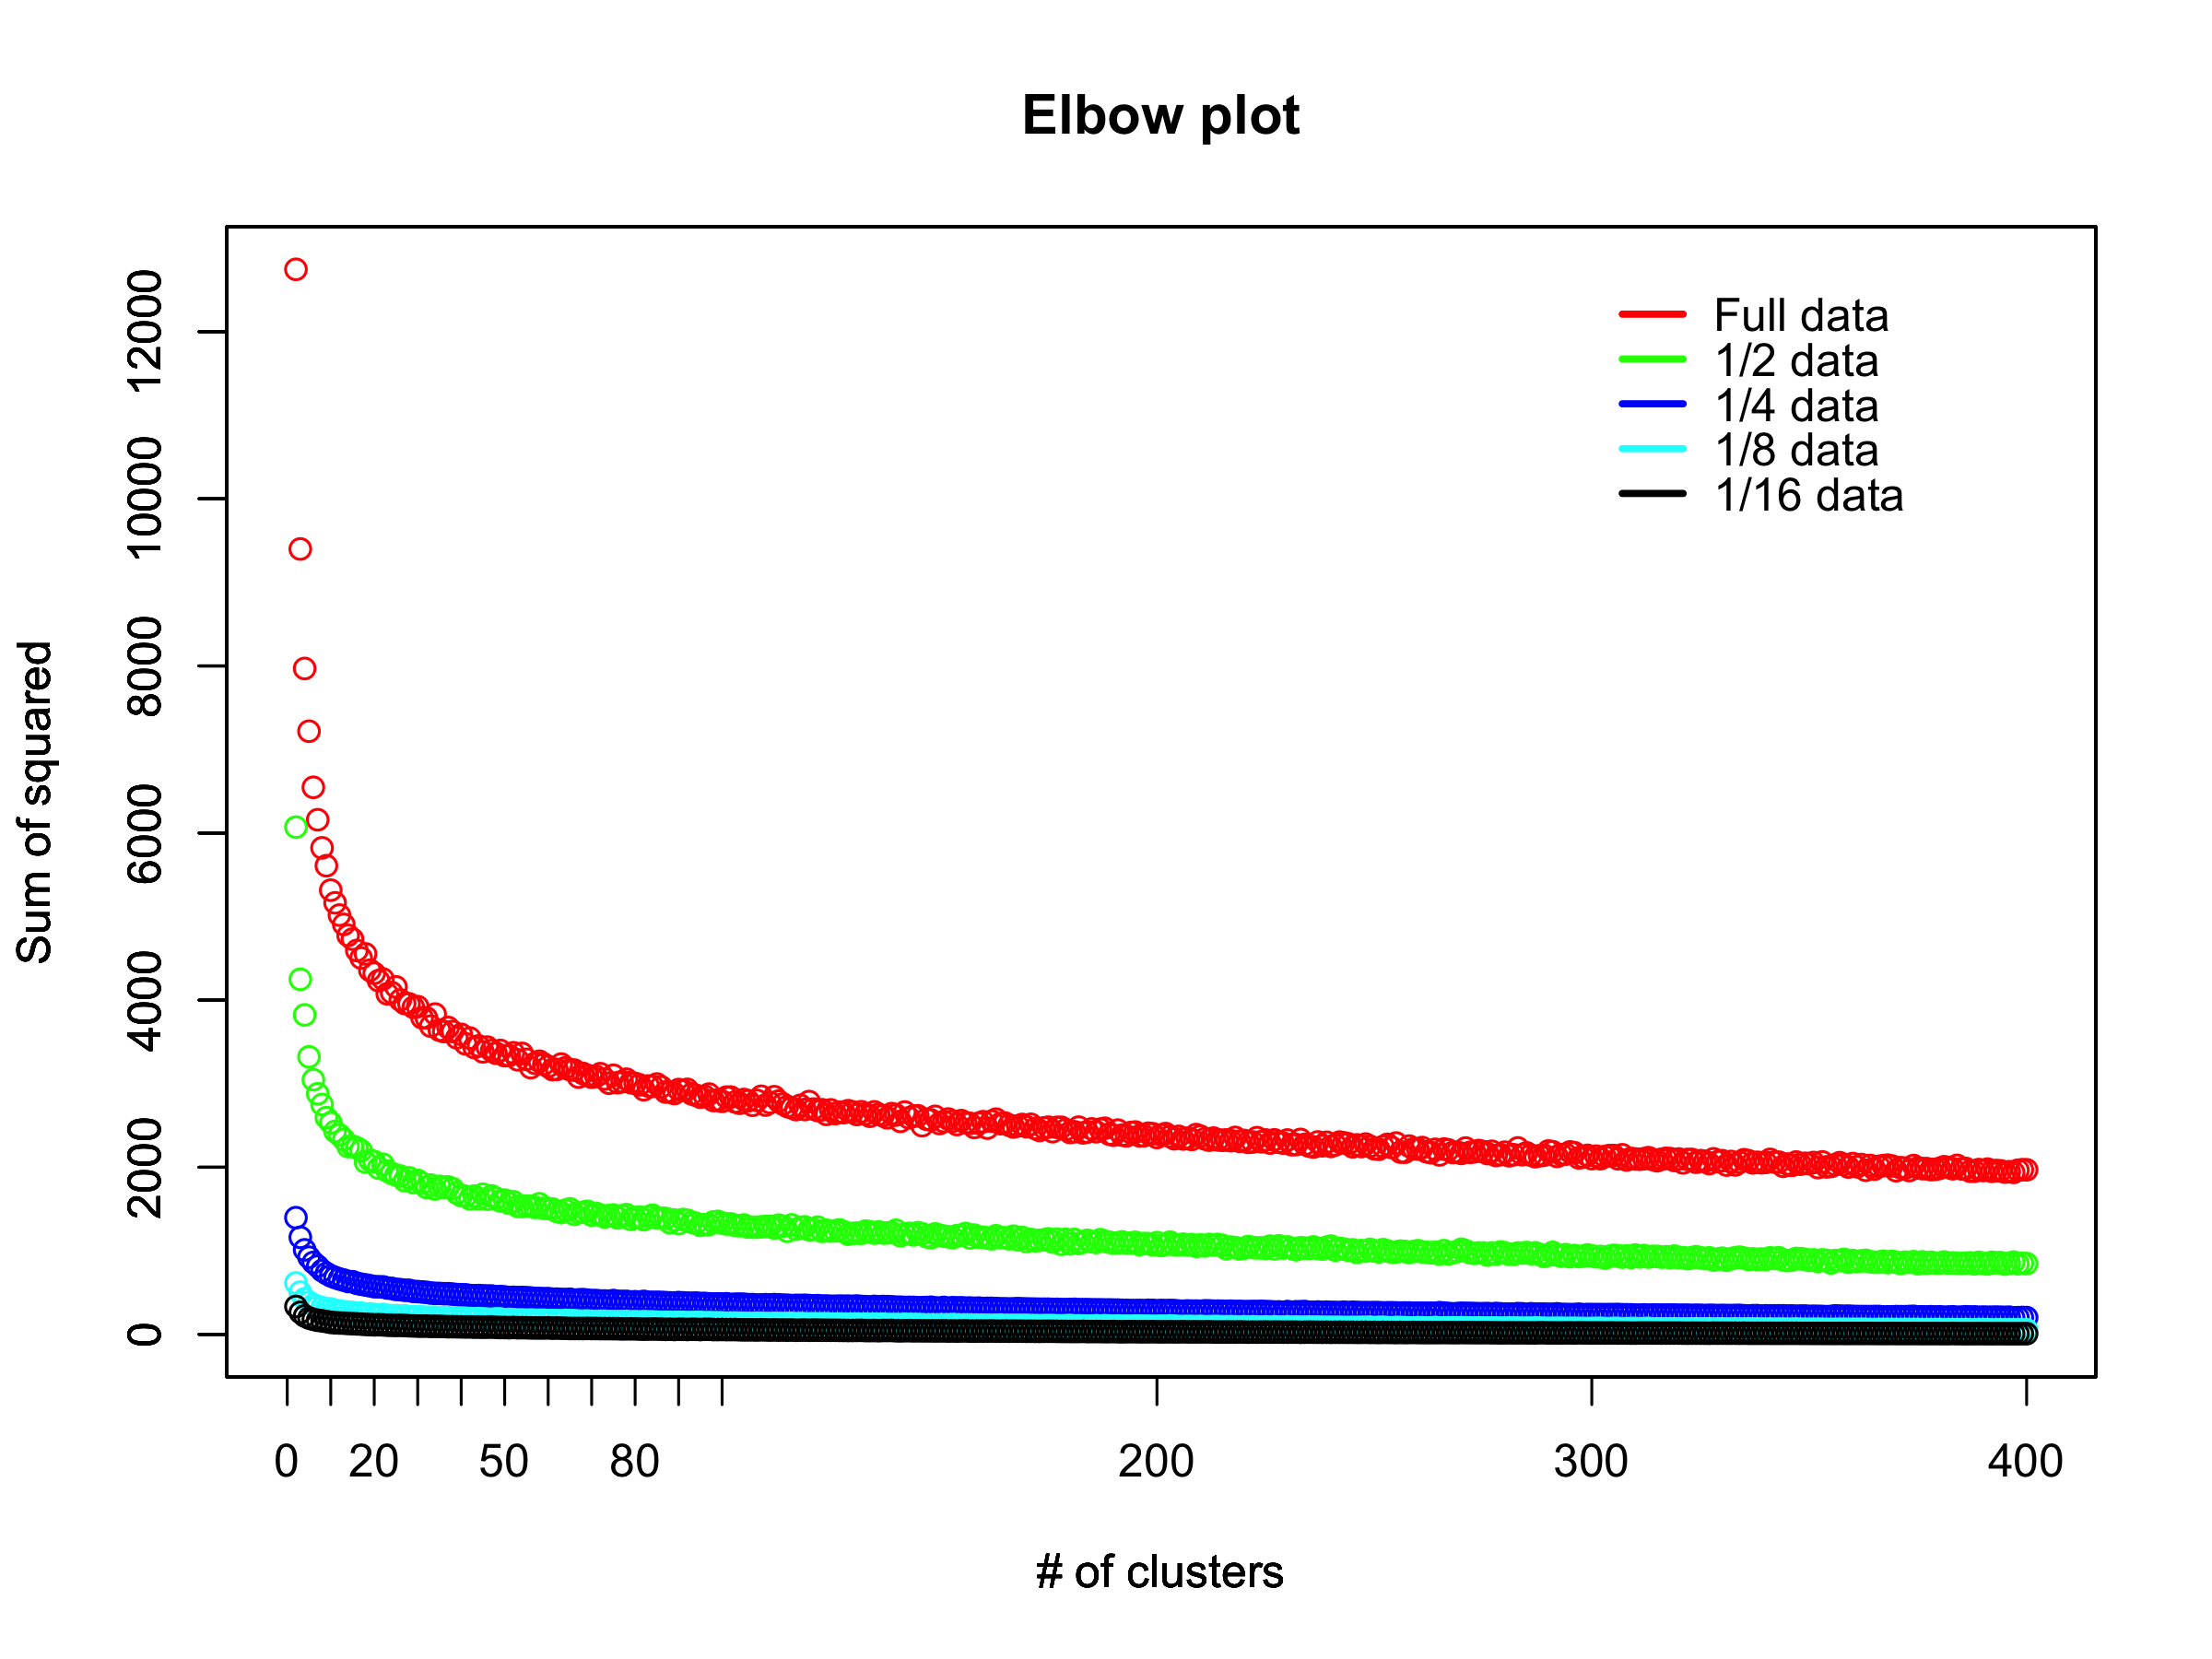 Elbow plot
Full data
1/2 data
1/4 data
1/8 data
1/16 data
Sum of squared
12000
10000
8000
6000
4000
2000
0
0 20 50 80 200 300 400
# of clusters